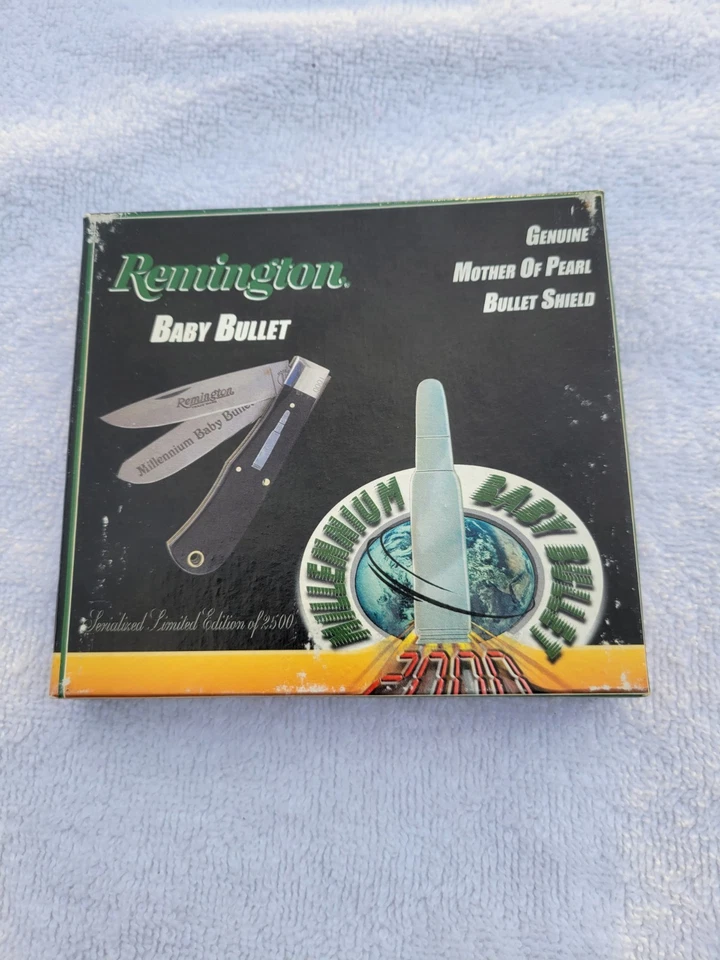 Remington®
Baby Bullet
Genuine
Mother Of Pearl
Bullet Shield
Remington
Millennium Baby Bullet
MILLENNIUM BABY BULLET
2000
Serialized Limited Edition of 2500